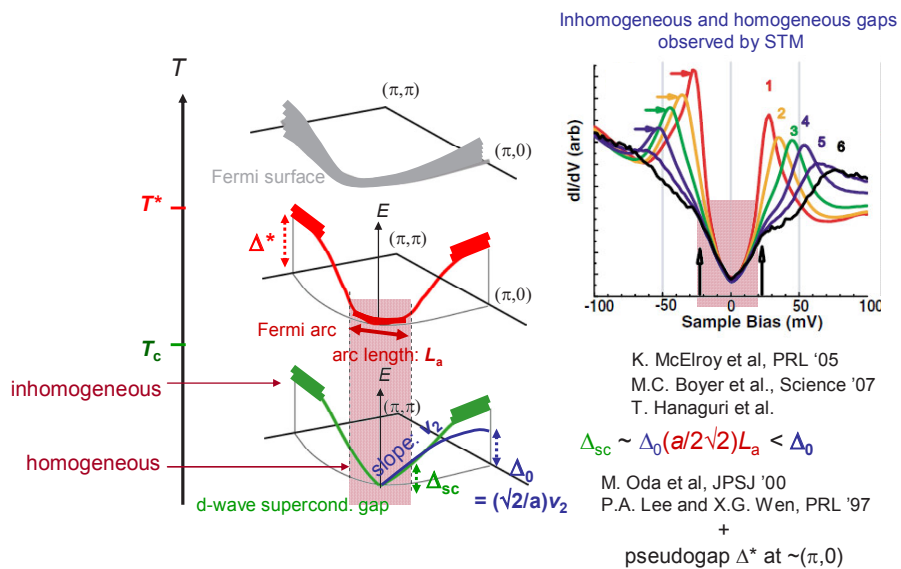 Inhomogeneous and homogeneous gaps
observed by STM
T
(π,π)
(π,0)
Fermi surface
T*
E
(π,π)
Δ*
(π,0)
Fermi arc
arc length: Lₐ
T_c
E
inhomogeneous
(π,π)
slope: v₂
homogeneous
Δ_sc
Δ₀
d-wave supercond. gap
= (√2/a)v₂
1
2
3
4
5
6
dI/dV (arb)
-100
-50
0
50
100
Sample Bias (mV)
K. McElroy et al, PRL '05
M.C. Boyer et al., Science '07
T. Hanaguri et al.
Δ_sc ~ Δ₀(a/2√2)Lₐ < Δ₀
M. Oda et al, JPSJ '00
P.A. Lee and X.G. Wen, PRL '97
+
pseudogap Δ* at ~(π,0)